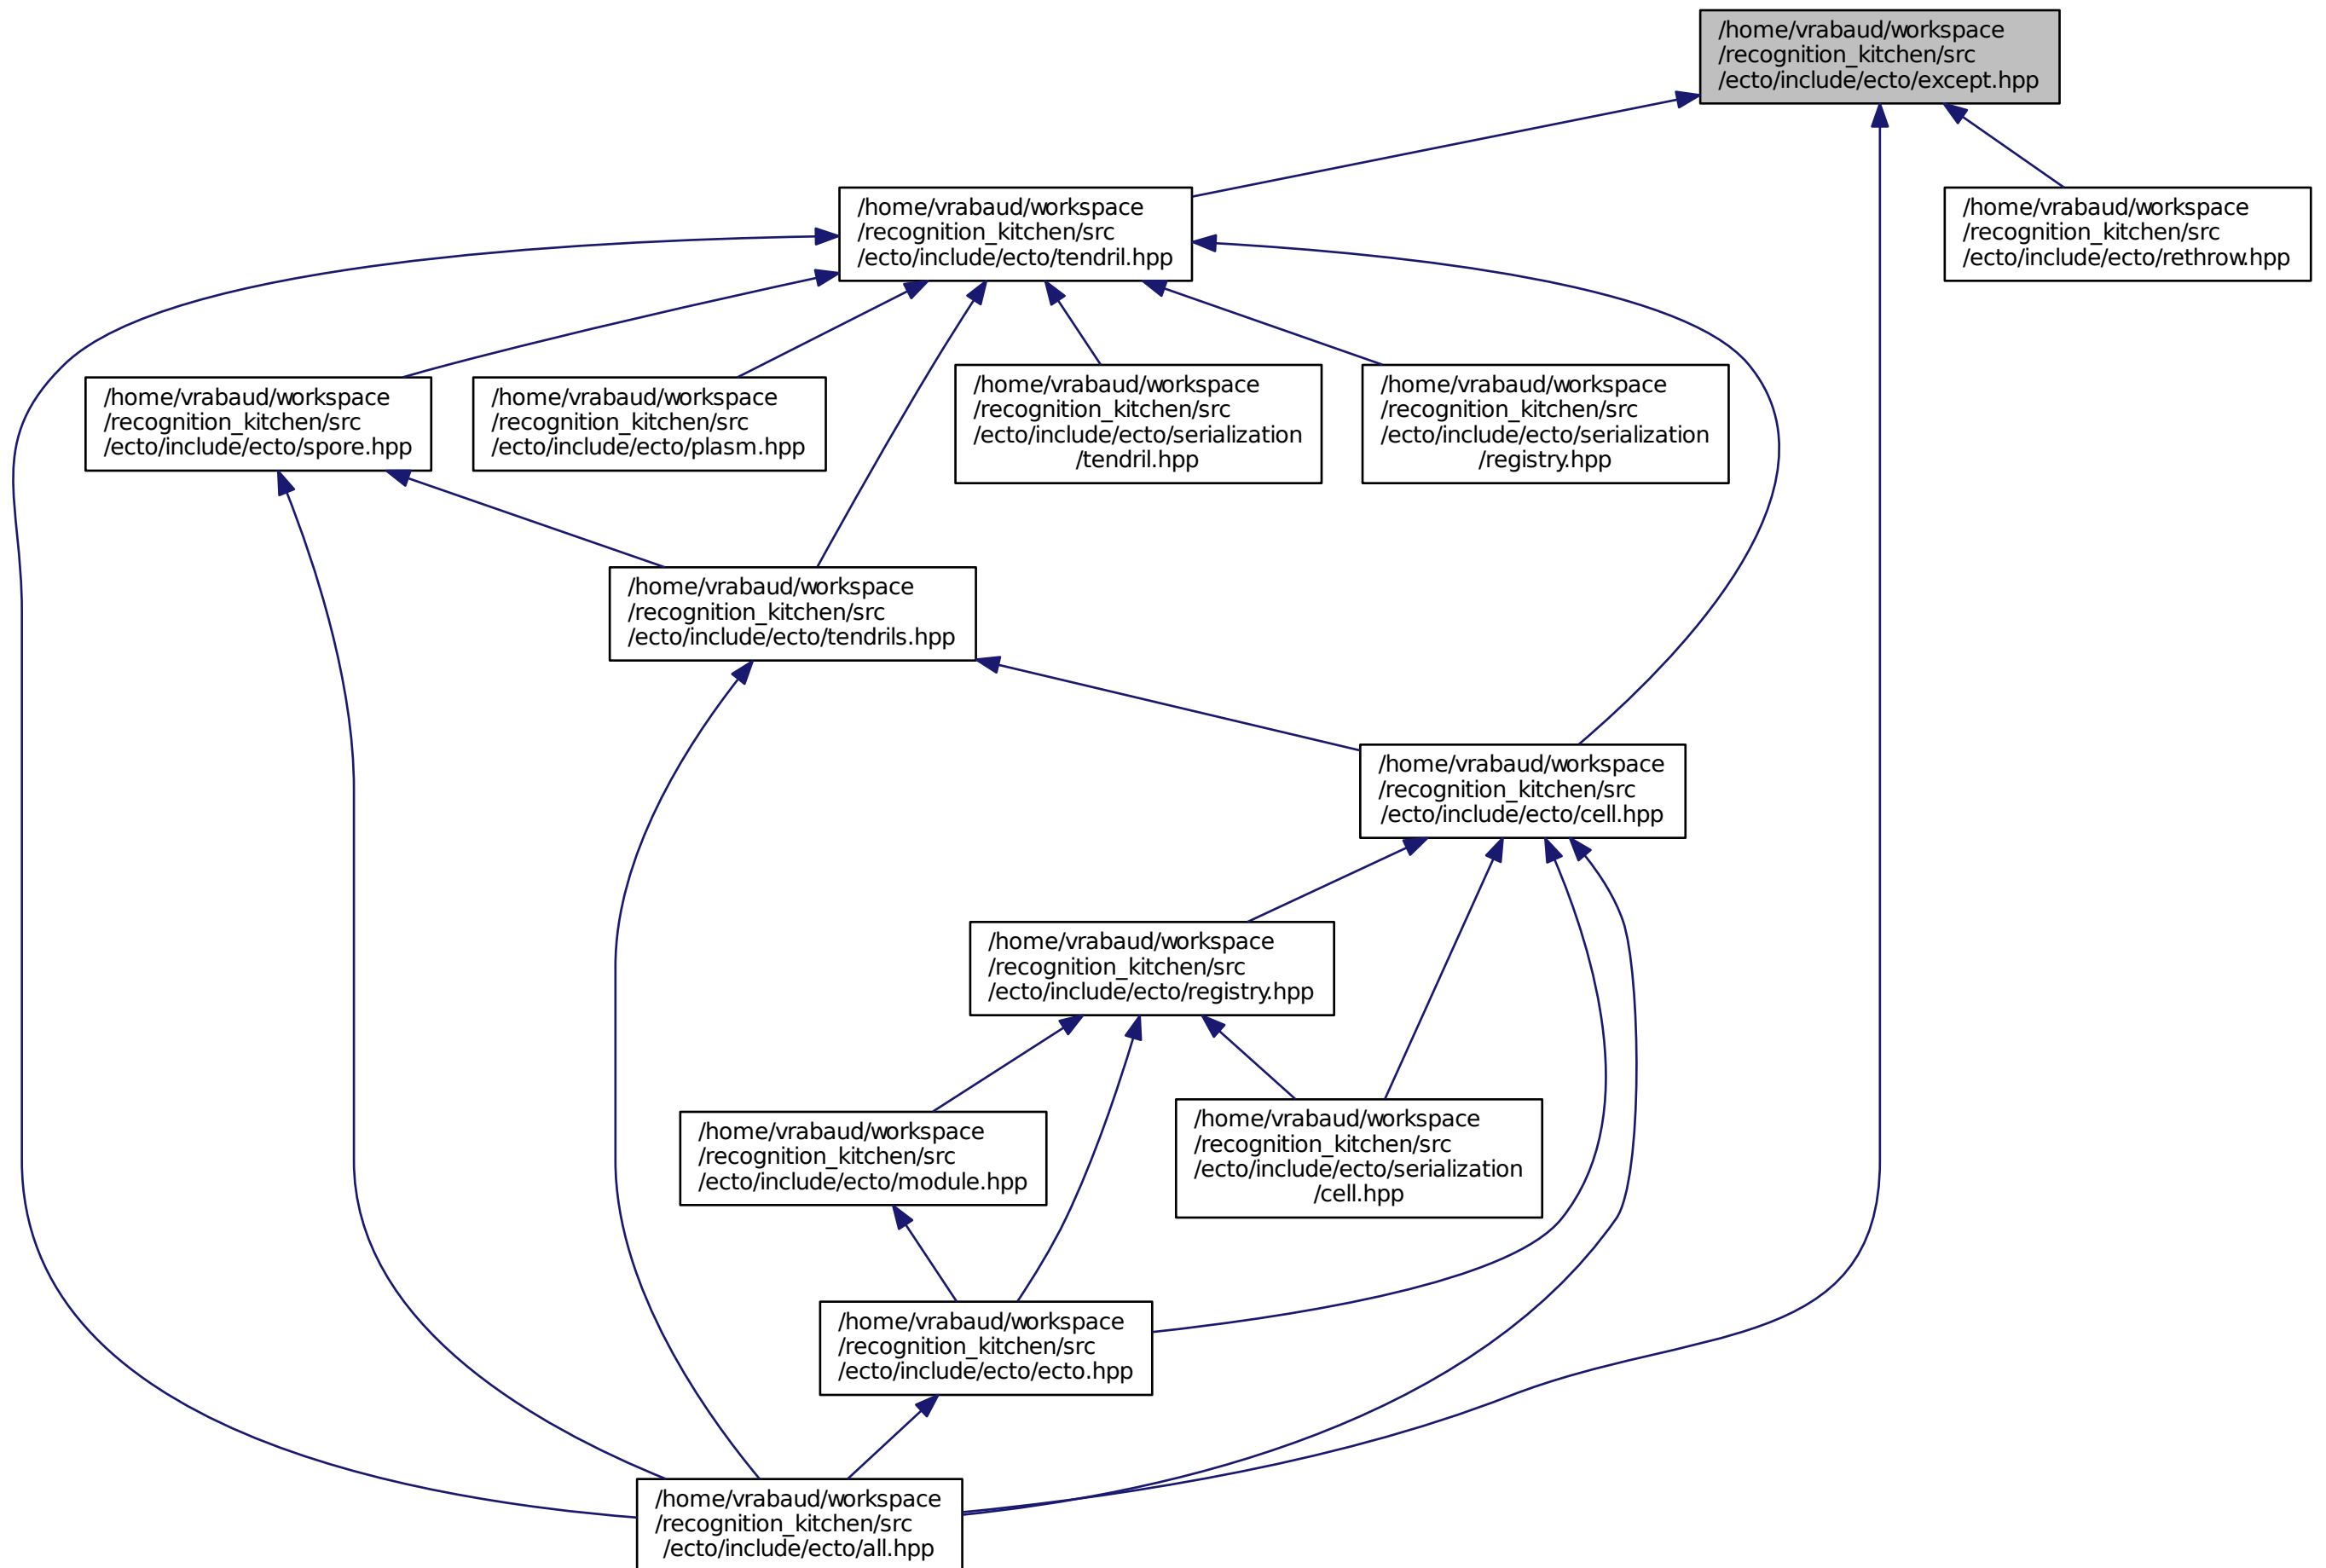 /home/vrabaud/workspace
/recognition_kitchen/src
/ecto/include/ecto/except.hpp
/home/vrabaud/workspace
/recognition_kitchen/src
/ecto/include/ecto/tendril.hpp
/home/vrabaud/workspace
/recognition_kitchen/src
/ecto/include/ecto/rethrow.hpp
/home/vrabaud/workspace
/recognition_kitchen/src
/ecto/include/ecto/spore.hpp
/home/vrabaud/workspace
/recognition_kitchen/src
/ecto/include/ecto/plasm.hpp
/home/vrabaud/workspace
/recognition_kitchen/src
/ecto/include/ecto/serialization
/tendril.hpp
/home/vrabaud/workspace
/recognition_kitchen/src
/ecto/include/ecto/serialization
/registry.hpp
/home/vrabaud/workspace
/recognition_kitchen/src
/ecto/include/ecto/tendrils.hpp
/home/vrabaud/workspace
/recognition_kitchen/src
/ecto/include/ecto/cell.hpp
/home/vrabaud/workspace
/recognition_kitchen/src
/ecto/include/ecto/registry.hpp
/home/vrabaud/workspace
/recognition_kitchen/src
/ecto/include/ecto/module.hpp
/home/vrabaud/workspace
/recognition_kitchen/src
/ecto/include/ecto/serialization
/cell.hpp
/home/vrabaud/workspace
/recognition_kitchen/src
/ecto/include/ecto/ecto.hpp
/home/vrabaud/workspace
/recognition_kitchen/src
/ecto/include/ecto/all.hpp